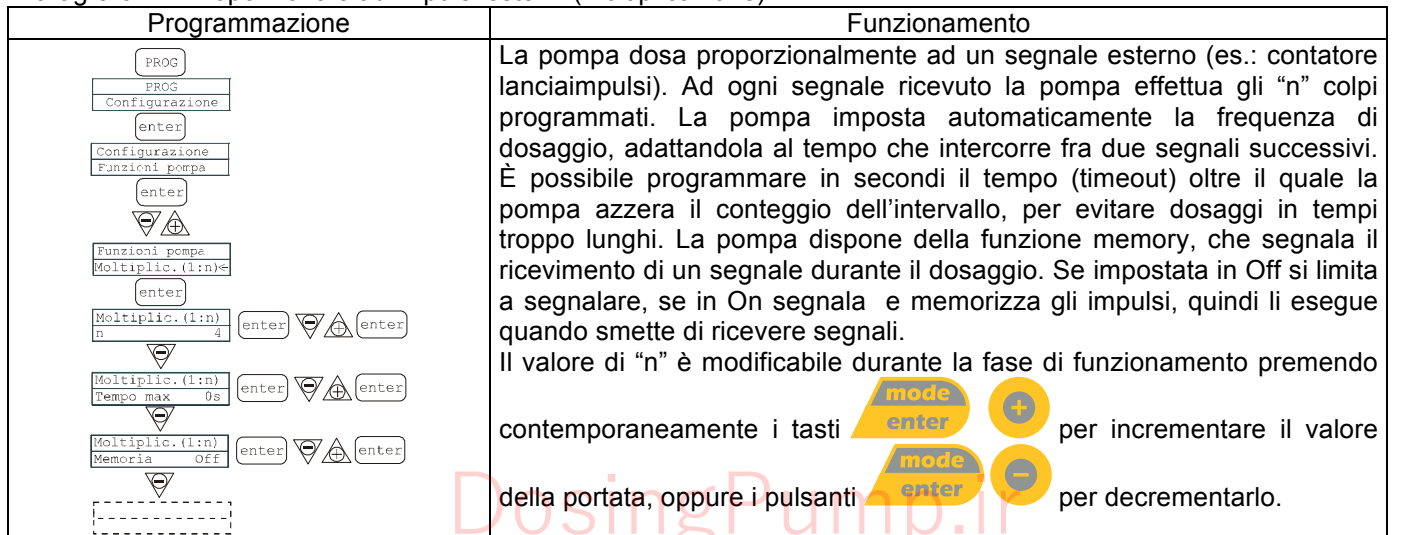 Programmazione
Funzionamento
PROG
PROG
Configurazione
enter
Configurazione
Funzioni pompa
enter
Funzioni pompa
Moltiplic.(1:n)←
enter
Moltiplic.(1:n)
n 4
enter enter
Moltiplic.(1:n)
Tempo max 0s
enter enter
Moltiplic.(1:n)
Memoria Off
enter enter
La pompa dosa proporzionalmente ad un segnale esterno (es.: contatore
lanciaimpulsi). Ad ogni segnale ricevuto la pompa effettua gli “n” colpi
programmati. La pompa imposta automaticamente la frequenza di
dosaggio, adattandola al tempo che intercorre fra due segnali successivi.
È possibile programmare in secondi il tempo (timeout) oltre il quale la
pompa azzera il conteggio dell’intervallo, per evitare dosaggi in tempi
troppo lunghi. La pompa dispone della funzione memory, che segnala il
ricevimento di un segnale durante il dosaggio. Se impostata in Off si limita
a segnalare, se in On segnala e memorizza gli impulsi, quindi li esegue
quando smette di ricevere segnali.
Il valore di “n” è modificabile durante la fase di funzionamento premendo
contemporaneamente i tasti mode enter + per incrementare il valore
della portata, oppure i pulsanti mode enter - per decrementarlo.
DosingPump.ir